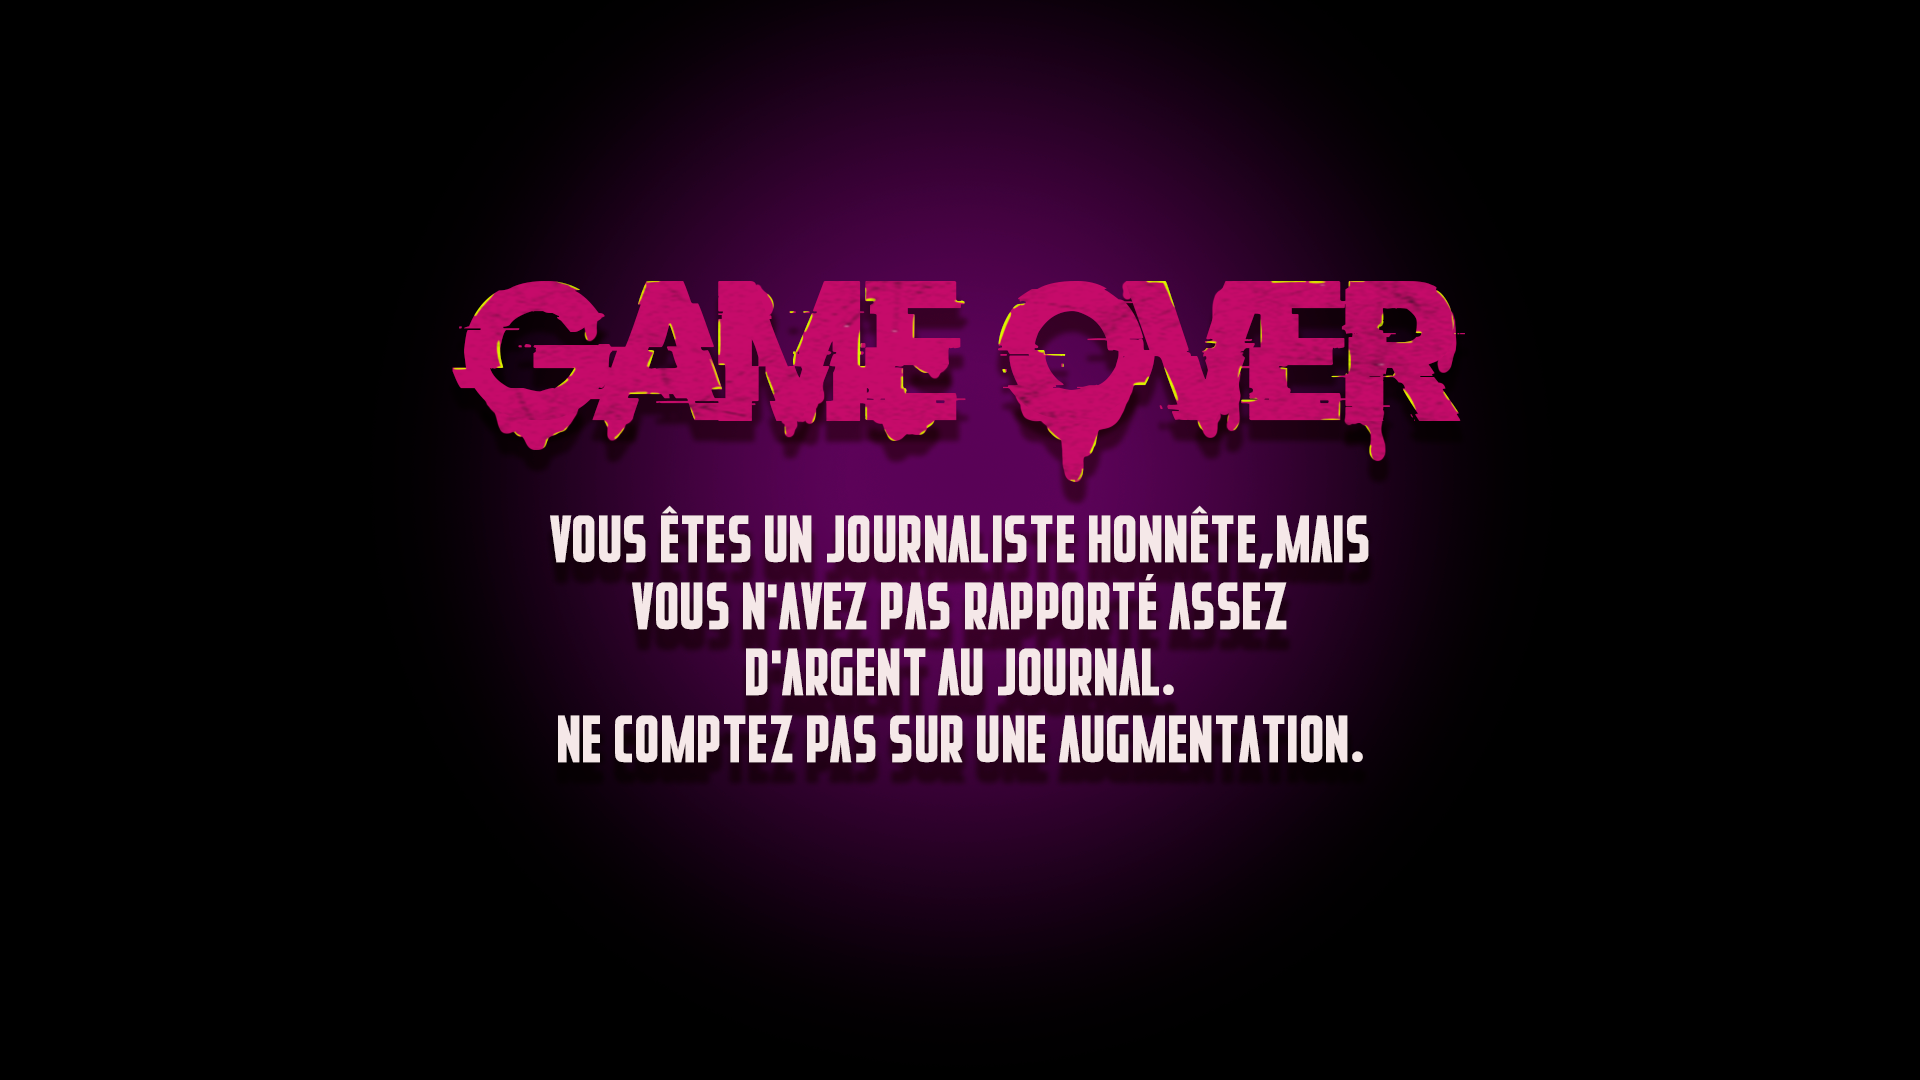 GAME OVER
VOUS ÊTES UN JOURNALISTE HONNÊTE,MAIS
VOUS N'AVEZ PAS RAPPORTÉ ASSEZ
D'ARGENT AU JOURNAL.
NE COMPTEZ PAS SUR UNE AUGMENTATION.